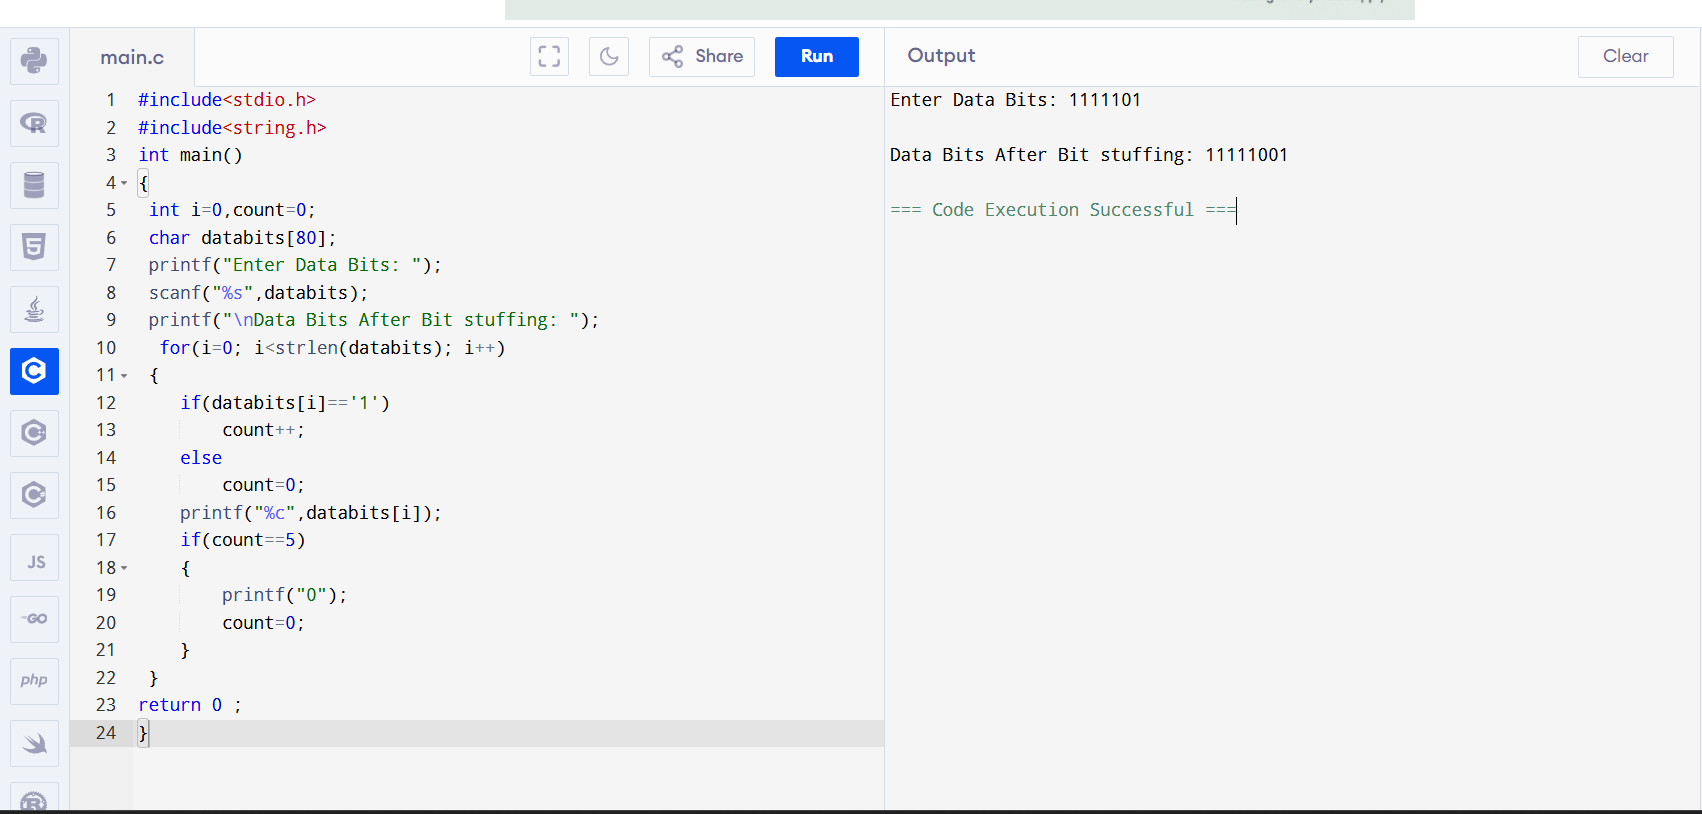 main.c
Share
Run
Output
Clear
1 #include<stdio.h>
2 #include<string.h>
3 int main()
4 {
5 int i=0,count=0;
6 char databits[80];
7 printf("Enter Data Bits: ");
8 scanf("%s",databits);
9 printf("\nData Bits After Bit stuffing: ");
10 for(i=0; i<strlen(databits); i++)
11 {
12 if(databits[i]=='1')
13 count++;
14 else
15 count=0;
16 printf("%c",databits[i]);
17 if(count==5)
18 {
19 printf("0");
20 count=0;
21 }
22 }
23 return 0 ;
24 }
Enter Data Bits: 1111101
Data Bits After Bit stuffing: 11111001
=== Code Execution Successful ===
R
5
C
C
C
JS
GO
php
R